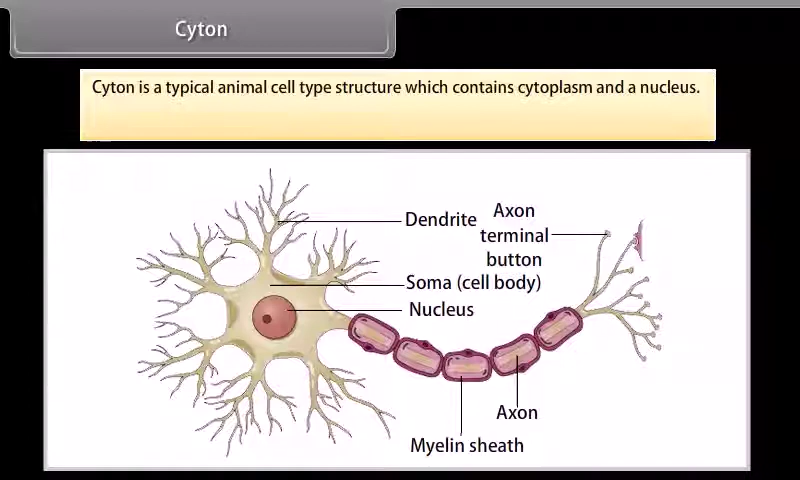 Cyton
Cyton is a typical animal cell type structure which contains cytoplasm and a nucleus.
Dendrite
Axon
terminal
button
Soma (cell body)
Nucleus
Axon
Myelin sheath